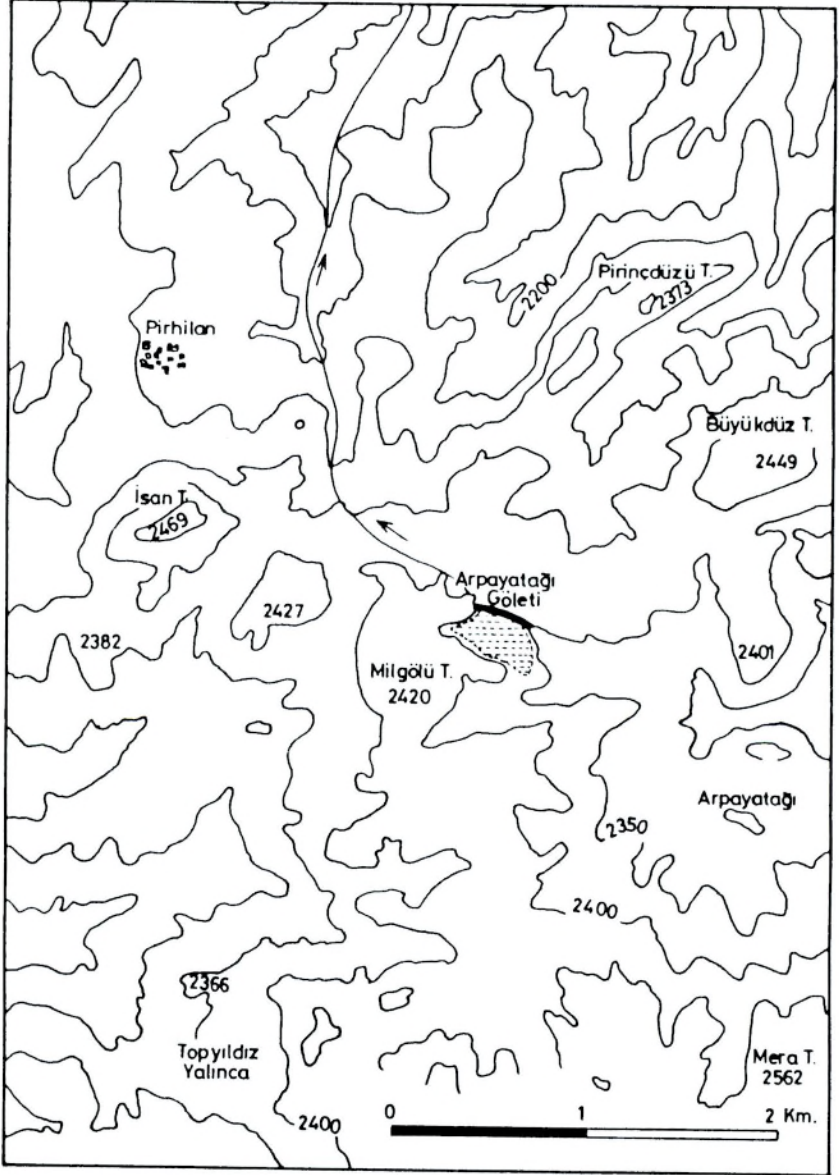 Pirinçdüzü T.
2200
2373
Pirhilan
Büyükdüz T.
2449
İsan T.
2469
Arpayatağı
Göleti
2427
2382
2401
Milgölü T.
2420
Arpayatağı
2350
2400
2366
Topyıldız
Yalınca
Mera T.
2562
2400
0 1 2 Km.